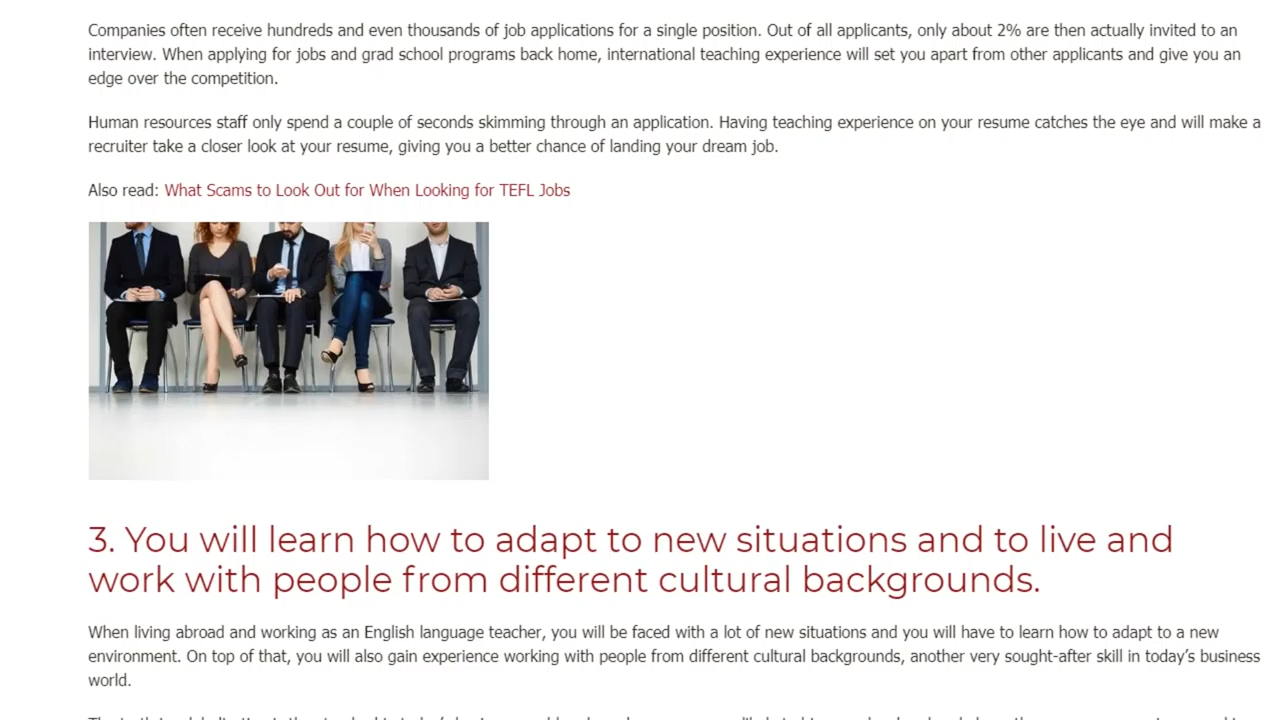 Companies often receive hundreds and even thousands of job applications for a single position. Out of all applicants, only about 2% are then actually invited to an
interview. When applying for jobs and grad school programs back home, international teaching experience will set you apart from other applicants and give you an
edge over the competition.
Human resources staff only spend a couple of seconds skimming through an application. Having teaching experience on your resume catches the eye and will make a
recruiter take a closer look at your resume, giving you a better chance of landing your dream job.
Also read: What Scams to Look Out for When Looking for TEFL Jobs
3. You will learn how to adapt to new situations and to live and
work with people from different cultural backgrounds.
When living abroad and working as an English language teacher, you will be faced with a lot of new situations and you will have to learn how to adapt to a new
environment. On top of that, you will also gain experience working with people from different cultural backgrounds, another very sought-after skill in today's business
world.